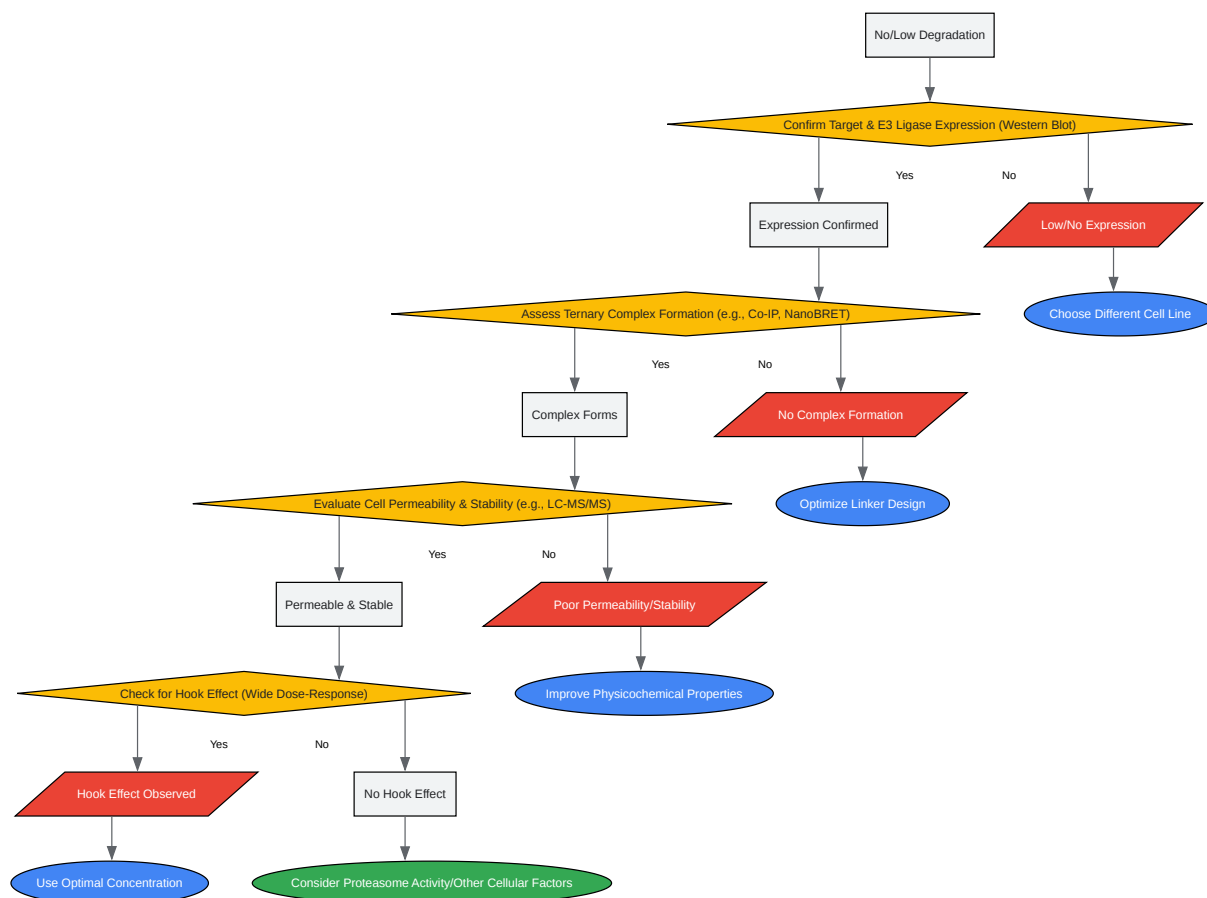 No/Low Degradation
Confirm Target & E3 Ligase Expression (Western Blot)
Yes
No
Expression Confirmed
Low/No Expression
Assess Ternary Complex Formation (e.g., Co-IP, NanoBRET)
Choose Different Cell Line
Yes
No
Complex Forms
No Complex Formation
Evaluate Cell Permeability & Stability (e.g., LC-MS/MS)
Optimize Linker Design
Yes
No
Permeable & Stable
Poor Permeability/Stability
Check for Hook Effect (Wide Dose-Response)
Improve Physicochemical Properties
Yes
No
Hook Effect Observed
No Hook Effect
Use Optimal Concentration
Consider Proteasome Activity/Other Cellular Factors